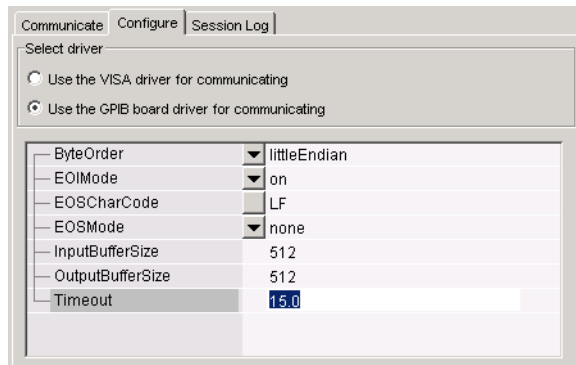 Communicate Configure Session Log
Select driver
Use the VISA driver for communicating
Use the GPIB board driver for communicating
ByteOrder littleEndian
EOIMode on
EOSCharCode LF
EOSMode none
InputBufferSize 512
OutputBufferSize 512
Timeout 15.0